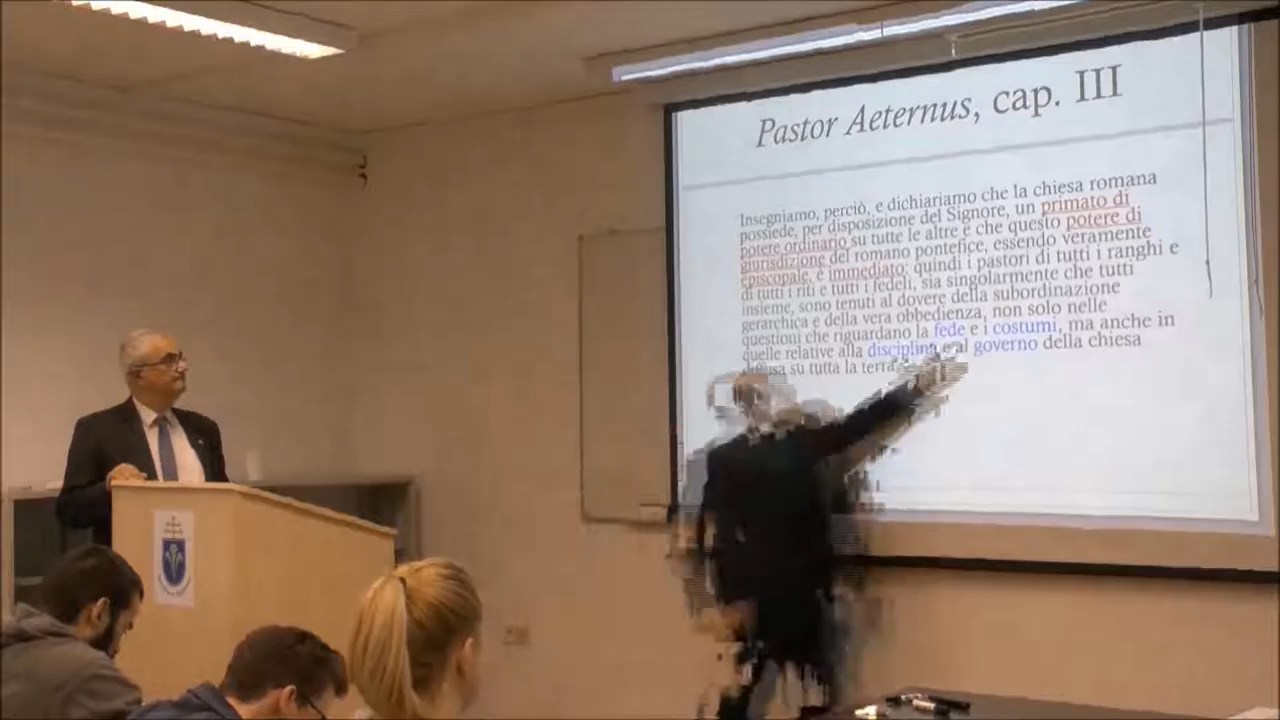 Pastor Aeternus, cap. III
Insegniamo, perciò, e dichiariamo che la chiesa romana
possiede, per disposizione del Signore, un primato di
potere ordinario su tutte le altre e che questo potere di
giurisdizione del romano pontefice, essendo veramente
episcopale, è immediato: quindi i pastori di tutti i ranghi e
di tutti i riti e tutti i fedeli, sia singolarmente che tutti
insieme, sono tenuti al dovere della subordinazione
gerarchica e della vera obbedienza, non solo nelle
questioni che riguardano la fede e i costumi, ma anche in
quelle relative alla disciplina e al governo della chiesa
su tutta la terra